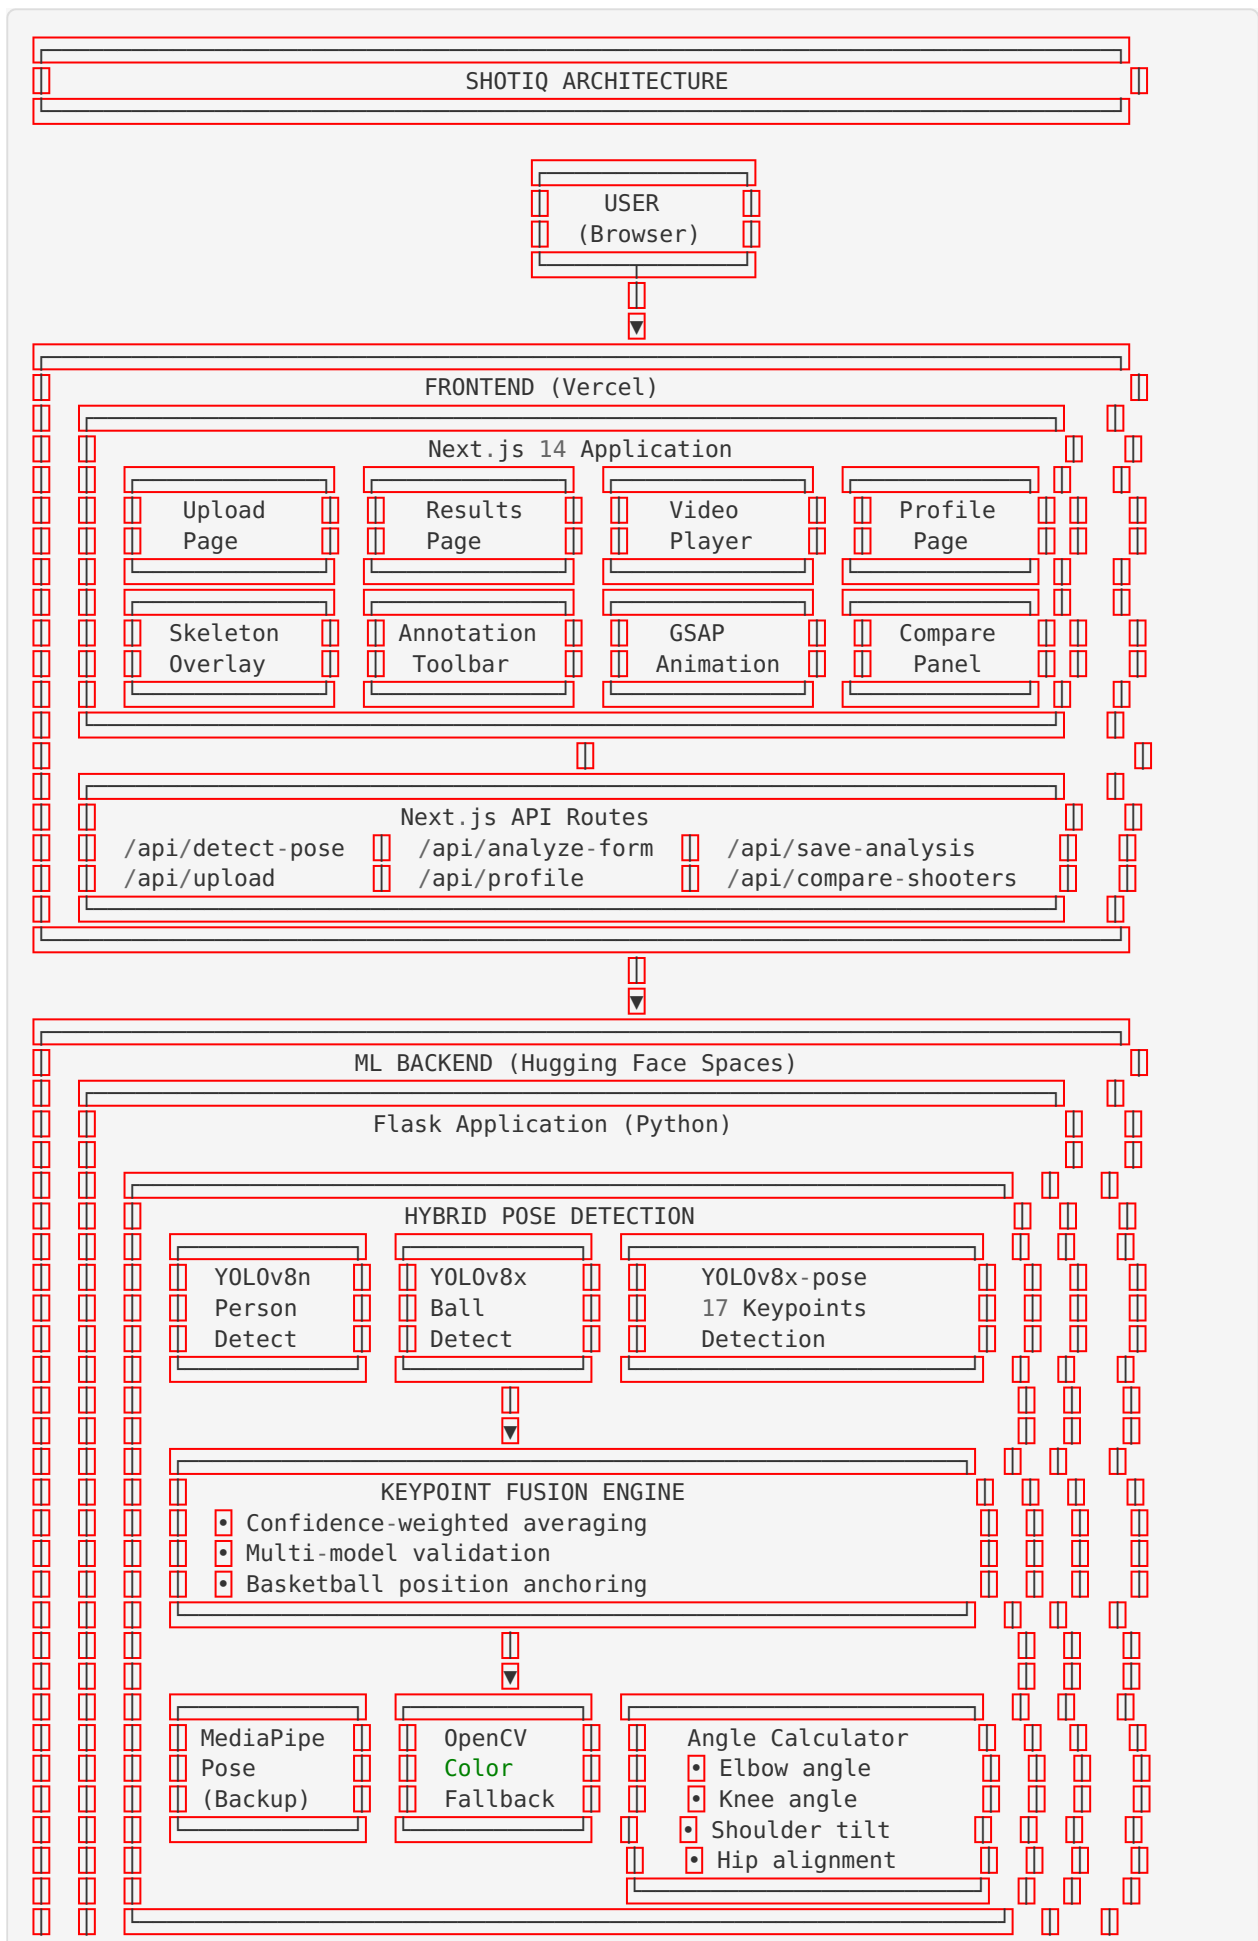 SHOTIQ ARCHITECTURE
USER
(Browser)
▼
FRONTEND (Vercel)
Next.js 14 Application
Upload Results Video Profile
Page Page Player Page
Skeleton Annotation GSAP Compare
Overlay Toolbar Animation Panel
Next.js API Routes
/api/detect-pose │ /api/analyze-form │ /api/save-analysis
/api/upload │ /api/profile │ /api/compare-shooters
▼
ML BACKEND (Hugging Face Spaces)
Flask Application (Python)
HYBRID POSE DETECTION
YOLOv8n YOLOv8x YOLOv8x-pose
Person Ball 17 Keypoints
Detect Detect Detection
▼
KEYPOINT FUSION ENGINE
• Confidence-weighted averaging
• Multi-model validation
• Basketball position anchoring
▼
MediaPipe OpenCV Angle Calculator
Pose Color • Elbow angle
(Backup) Fallback • Knee angle
• Shoulder tilt
• Hip alignment